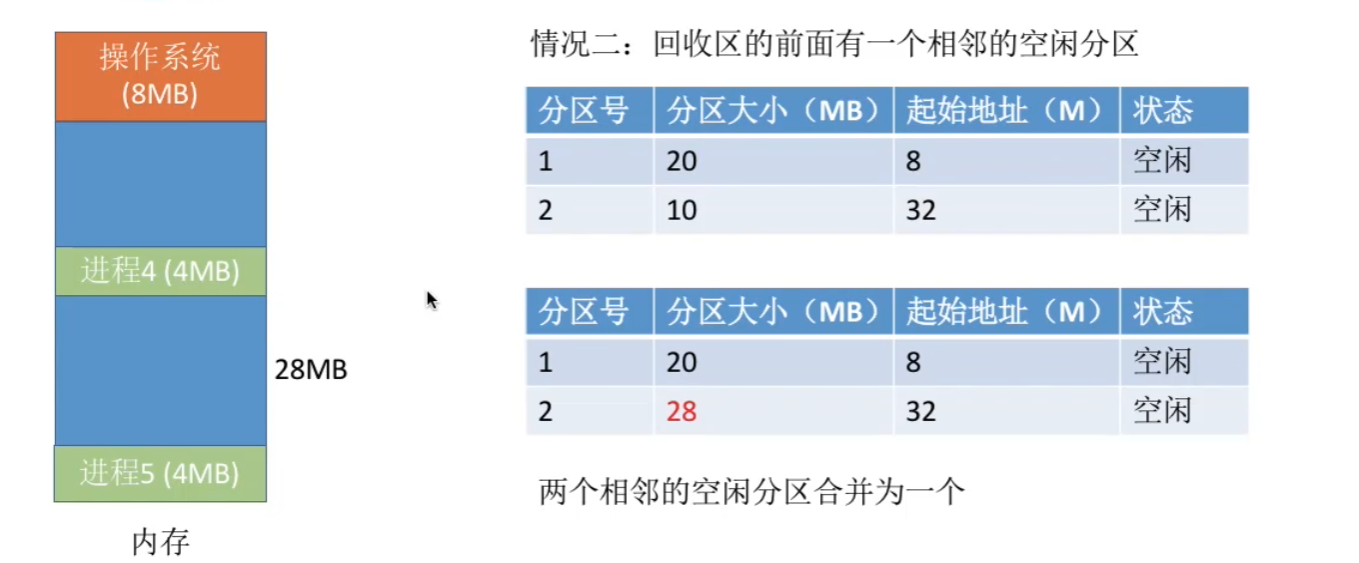 操作系统
(8MB)
进程4 (4MB)
28MB
进程5 (4MB)
内存
情况二：回收区的前面有一个相邻的空闲分区
分区号 分区大小（MB） 起始地址（M） 状态
1 20 8 空闲
2 10 32 空闲
分区号 分区大小（MB） 起始地址（M） 状态
1 20 8 空闲
2 28 32 空闲
两个相邻的空闲分区合并为一个